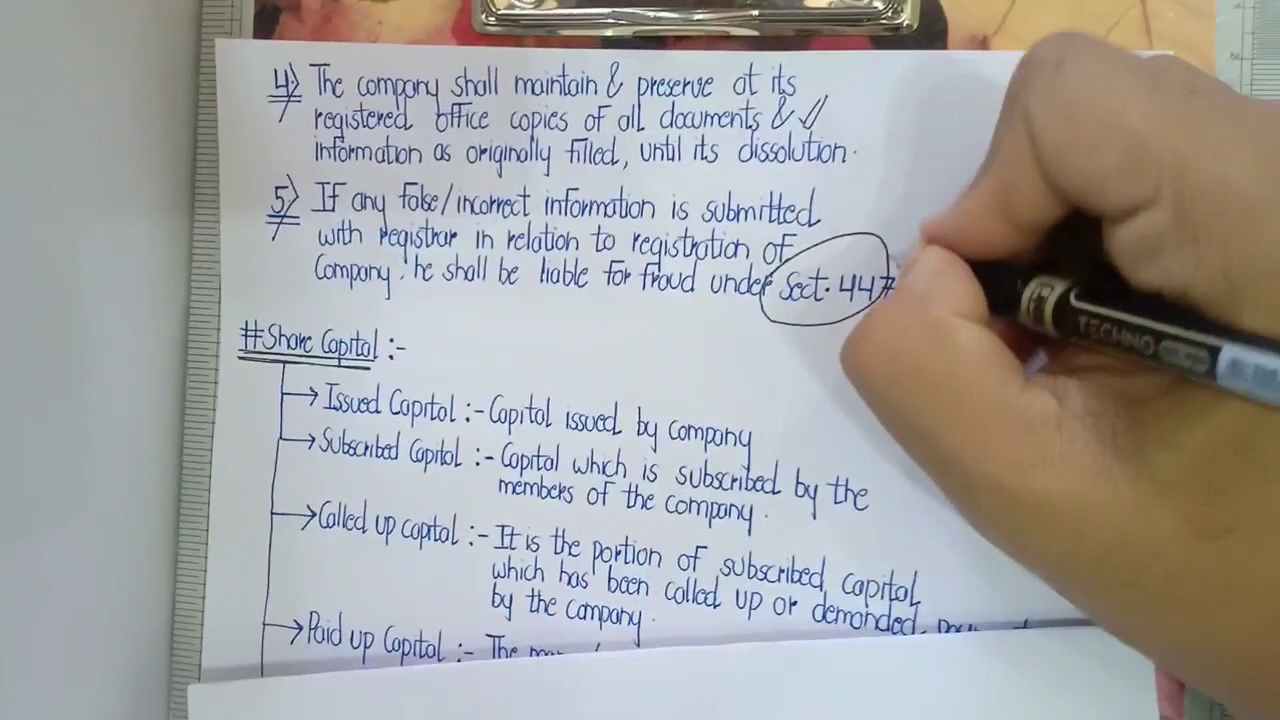 4) The company shall maintain & preserve at its
registered office copies of all documents &
information as originally filled, until its dissolution.
5) If any false/incorrect information is submitted
with registrar in relation to registration of
Company, he shall be liable for fraud under Sect. 447
# Share Capital :-
→ Issued Capital :- Capital issued by company
→ Subscribed Capital :- Capital which is subscribed by the
members of the company.
→ Called up capital :- It is the portion of subscribed capital
which has been called up or demanded
by the company.
→ Paid up Capital :- The
TECHNO